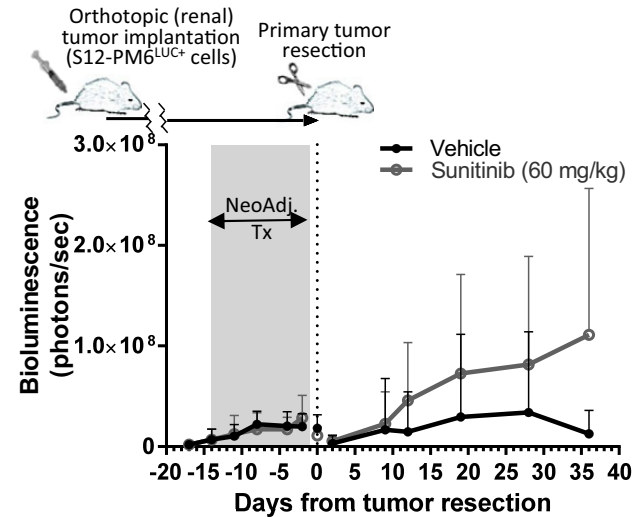 Orthotopic (renal)
tumor implantation
(S12-PM6ᴸᵁᶜ⁺ cells)
Primary tumor
resection
Vehicle
Sunitinib (60 mg/kg)
NeoAdj.
Tx
3.0×10⁸
2.0×10⁸
1.0×10⁸
0
Bioluminescence
(photons/sec)
-20 -15 -10 -5 0 5 10 15 20 25 30 35 40
Days from tumor resection